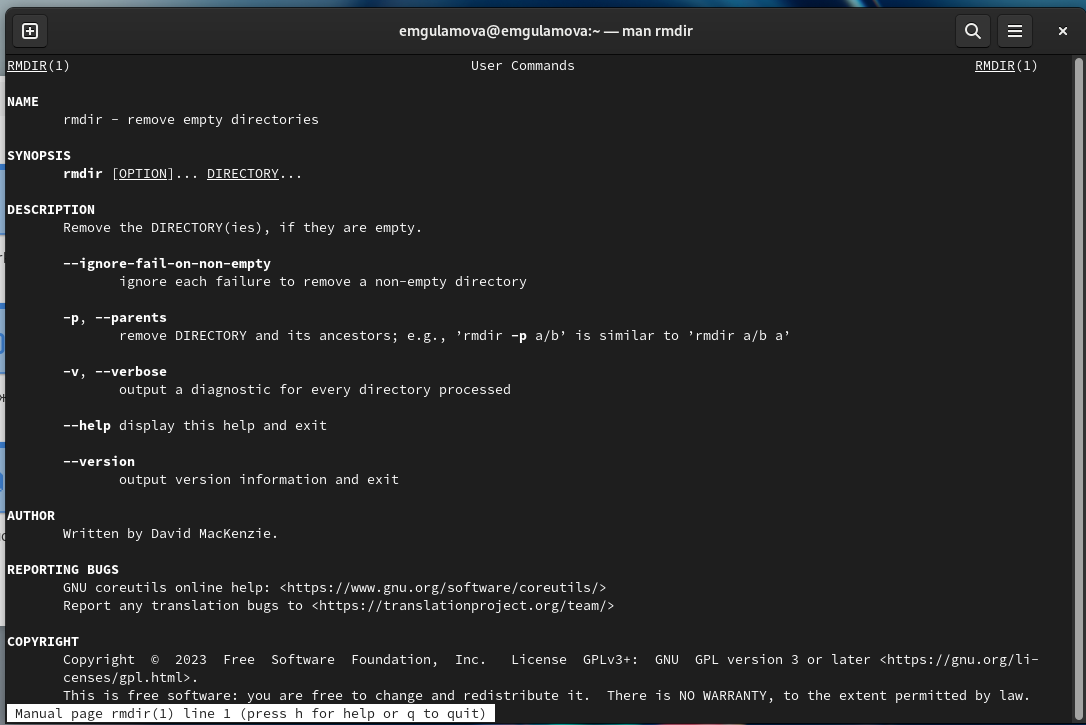 emgulamova@emgulamova:~ — man rmdir
RMDIR(1) User Commands RMDIR(1)
NAME
rmdir - remove empty directories
SYNOPSIS
rmdir [OPTION]... DIRECTORY...
DESCRIPTION
Remove the DIRECTORY(ies), if they are empty.
--ignore-fail-on-non-empty
ignore each failure to remove a non-empty directory
-p, --parents
remove DIRECTORY and its ancestors; e.g., ’rmdir -p a/b’ is similar to ’rmdir a/b a’
-v, --verbose
output a diagnostic for every directory processed
--help display this help and exit
--version
output version information and exit
AUTHOR
Written by David MacKenzie.
REPORTING BUGS
GNU coreutils online help: <https://www.gnu.org/software/coreutils/>
Report any translation bugs to <https://translationproject.org/team/>
COPYRIGHT
Copyright © 2023 Free Software Foundation, Inc. License GPLv3+: GNU GPL version 3 or later <https://gnu.org/li-
censes/gpl.html>.
This is free software: you are free to change and redistribute it. There is NO WARRANTY, to the extent permitted by law.
Manual page rmdir(1) line 1 (press h for help or q to quit)